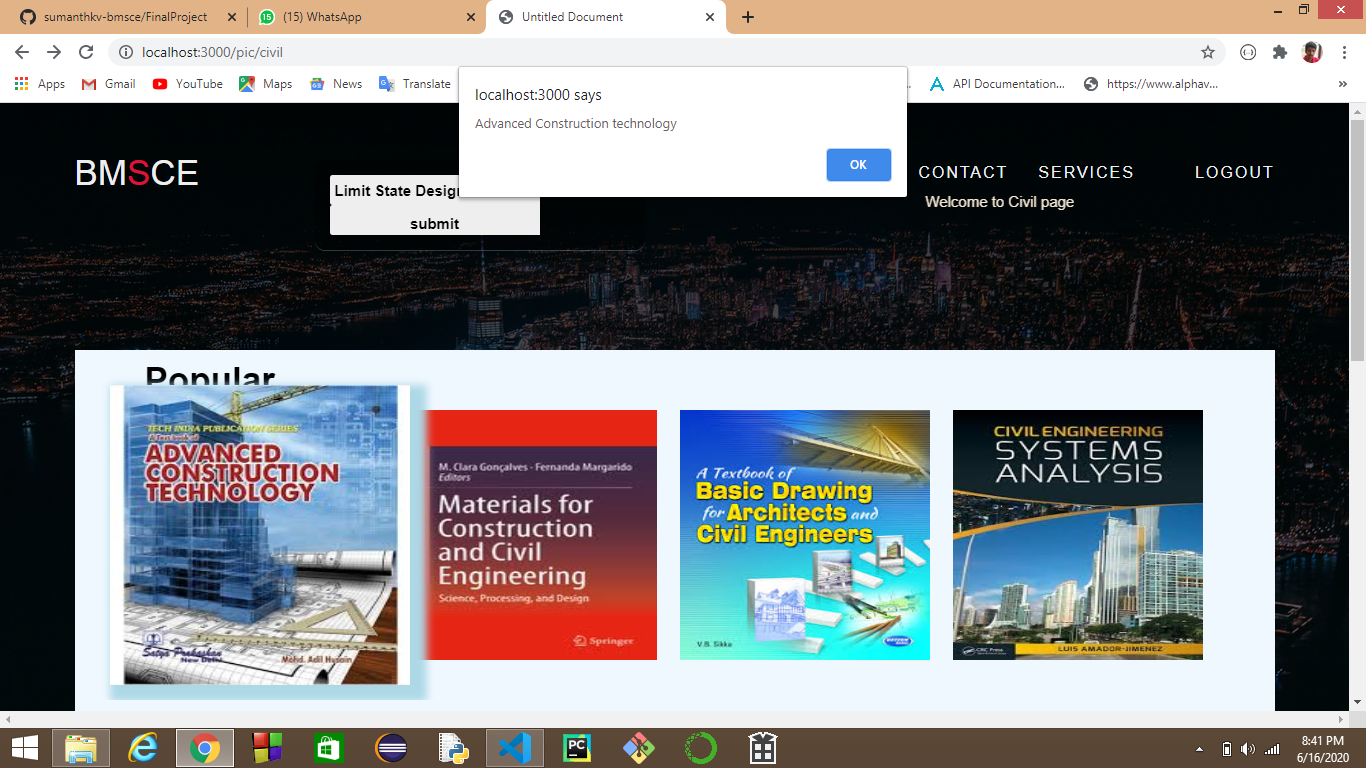 sumanthkv-bmsce/FinalProject
(15) WhatsApp
Untitled Document
localhost:3000/pic/civil
Apps
Gmail
YouTube
Maps
News
Translate
API Documentation...
https://www.alphav...
»
localhost:3000 says
Advanced Construction technology
OK
BMSCE
Limit State Desig
submit
CONTACT
SERVICES
LOGOUT
Welcome to Civil page
Popular
TECH INDIA PUBLICATION SERIES
A Text book of
ADVANCED
CONSTRUCTION
TECHNOLOGY
Satya Prakashan
New Delhi
Mohd. Adil Husain
M. Clara Gonçalves · Fernanda Margarido
Editors
Materials for
Construction
and Civil
Engineering
Science, Processing, and Design
Springer
A Textbook of
Basic Drawing
for Architects and
Civil Engineers
V.B. Sikka
CIVIL ENGINEERING
SYSTEMS
ANALYSIS
CRC Press
LUIS AMADOR-JIMENEZ
PC
8:41 PM
6/16/2020